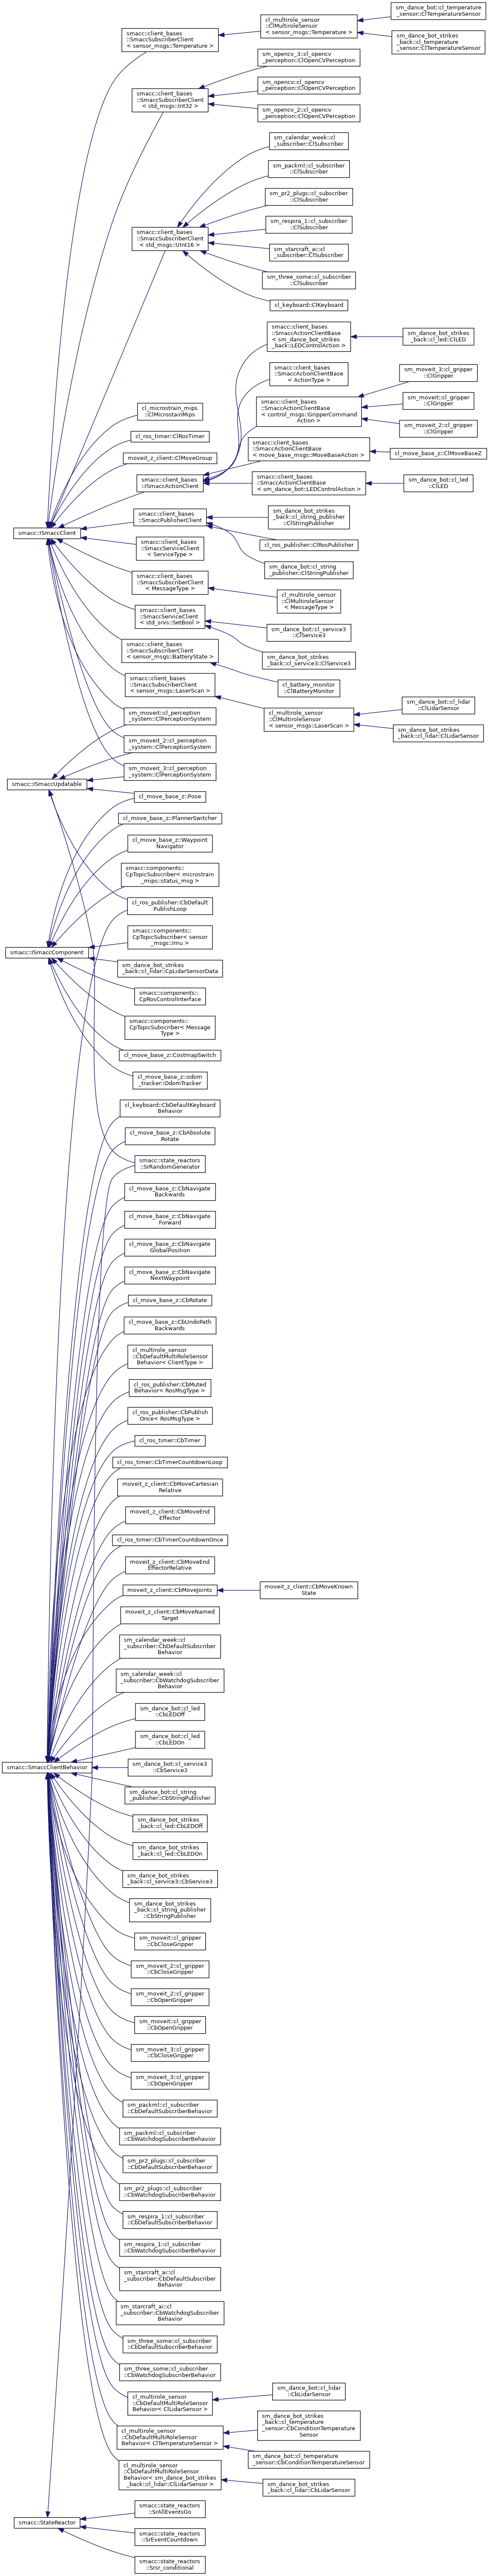 cl_multirole_sensor
::ClMultiroleSensor
< sensor_msgs::Temperature >
sm_dance_bot::cl_temperature
_sensor::ClTemperatureSensor
sm_dance_bot_strikes
_back::cl_temperature
_sensor::ClTemperatureSensor
smacc::client_bases
::SmaccSubscriberClient
< sensor_msgs::Temperature >
sm_opencv_3::cl_opencv
_perception::ClOpenCVPerception
sm_opencv::cl_opencv
_perception::ClOpenCVPerception
smacc::client_bases
::SmaccSubscriberClient
< std_msgs::Int32 >
sm_opencv_2::cl_opencv
_perception::ClOpenCVPerception
sm_calendar_week::cl
_subscriber::ClSubscriber
sm_packml::cl_subscriber
::ClSubscriber
sm_pr2_plugs::cl_subscriber
::ClSubscriber
sm_respira_1::cl_subscriber
::ClSubscriber
smacc::client_bases
::SmaccSubscriberClient
< std_msgs::UInt16 >
sm_starcraft_ai::cl
_subscriber::ClSubscriber
sm_three_some::cl_subscriber
::ClSubscriber
cl_keyboard::ClKeyboard
smacc::client_bases
::SmaccActionClientBase
< sm_dance_bot_strikes
_back::LEDControlAction >
sm_dance_bot_strikes
_back::cl_led::ClLED
smacc::client_bases
::SmaccActionClientBase
< ActionType >
sm_moveit_3::cl_gripper
::ClGripper
smacc::client_bases
::SmaccActionClientBase
< control_msgs::GripperCommand
Action >
sm_moveit::cl_gripper
::ClGripper
cl_microstrain_mips
::ClMicrostrainMips
sm_moveit_2::cl_gripper
::ClGripper
cl_ros_timer::ClRosTimer
smacc::client_bases
::SmaccActionClientBase
< move_base_msgs::MoveBaseAction >
cl_move_base_z::ClMoveBaseZ
moveit_z_client::ClMoveGroup
smacc::client_bases
::ISmaccActionClient
smacc::client_bases
::SmaccActionClientBase
< sm_dance_bot::LEDControlAction >
sm_dance_bot::cl_led
::ClLED
smacc::client_bases
::SmaccPublisherClient
sm_dance_bot_strikes
_back::cl_string_publisher
::ClStringPublisher
smacc::ISmaccClient
cl_ros_publisher::ClRosPublisher
smacc::client_bases
::SmaccServiceClient
< ServiceType >
sm_dance_bot::cl_string
_publisher::ClStringPublisher
smacc::client_bases
::SmaccSubscriberClient
< MessageType >
cl_multirole_sensor
::ClMultiroleSensor
< MessageType >
smacc::client_bases
::SmaccServiceClient
< std_srvs::SetBool >
sm_dance_bot::cl_service3
::ClService3
smacc::client_bases
::SmaccSubscriberClient
< sensor_msgs::BatteryState >
sm_dance_bot_strikes
_back::cl_service3::ClService3
smacc::client_bases
::SmaccSubscriberClient
< sensor_msgs::LaserScan >
cl_battery_monitor
::ClBatteryMonitor
sm_moveit::cl_perception
_system::ClPerceptionSystem
cl_multirole_sensor
::ClMultiroleSensor
< sensor_msgs::LaserScan >
sm_dance_bot::cl_lidar
::ClLidarSensor
sm_dance_bot_strikes
_back::cl_lidar::ClLidarSensor
sm_moveit_2::cl_perception
_system::ClPerceptionSystem
sm_moveit_3::cl_perception
_system::ClPerceptionSystem
smacc::ISmaccUpdatable
cl_move_base_z::Pose
cl_move_base_z::PlannerSwitcher
cl_move_base_z::Waypoint
Navigator
smacc::components::
CpTopicSubscriber< microstrain
_mips::status_msg >
cl_ros_publisher::CbDefault
PublishLoop
smacc::components::
CpTopicSubscriber< sensor
_msgs::Imu >
smacc::ISmaccComponent
sm_dance_bot_strikes
_back::cl_lidar::CpLidarSensorData
smacc::components::
CpRosControlInterface
smacc::components::
CpTopicSubscriber< Message
Type >
cl_move_base_z::CostmapSwitch
cl_move_base_z::odom
_tracker::OdomTracker
cl_keyboard::CbDefaultKeyboard
Behavior
cl_move_base_z::CbAbsolute
Rotate
smacc::state_reactors
::SrRandomGenerator
cl_move_base_z::CbNavigate
Backwards
cl_move_base_z::CbNavigate
Forward
cl_move_base_z::CbNavigate
GlobalPosition
cl_move_base_z::CbNavigate
NextWaypoint
cl_move_base_z::CbRotate
cl_move_base_z::CbUndoPath
Backwards
cl_multirole_sensor
::CbDefaultMultiRoleSensor
Behavior< ClientType >
cl_ros_publisher::CbMuted
Behavior< RosMsgType >
cl_ros_publisher::CbPublish
Once< RosMsgType >
cl_ros_timer::CbTimer
cl_ros_timer::CbTimerCountdownLoop
moveit_z_client::CbMoveCartesian
Relative
moveit_z_client::CbMoveEnd
Effector
cl_ros_timer::CbTimerCountdownOnce
moveit_z_client::CbMoveEnd
EffectorRelative
moveit_z_client::CbMoveJoints
moveit_z_client::CbMoveKnown
State
moveit_z_client::CbMoveNamed
Target
sm_calendar_week::cl
_subscriber::CbDefaultSubscriber
Behavior
sm_calendar_week::cl
_subscriber::CbWatchdogSubscriber
Behavior
sm_dance_bot::cl_led
::CbLEDOff
sm_dance_bot::cl_led
::CbLEDOn
smacc::SmaccClientBehavior
sm_dance_bot::cl_service3
::CbService3
sm_dance_bot::cl_string
_publisher::CbStringPublisher
sm_dance_bot_strikes
_back::cl_led::CbLEDOff
sm_dance_bot_strikes
_back::cl_led::CbLEDOn
sm_dance_bot_strikes
_back::cl_service3::CbService3
sm_dance_bot_strikes
_back::cl_string_publisher
::CbStringPublisher
sm_moveit::cl_gripper
::CbCloseGripper
sm_moveit_2::cl_gripper
::CbCloseGripper
sm_moveit_2::cl_gripper
::CbOpenGripper
sm_moveit::cl_gripper
::CbOpenGripper
sm_moveit_3::cl_gripper
::CbCloseGripper
sm_moveit_3::cl_gripper
::CbOpenGripper
sm_packml::cl_subscriber
::CbDefaultSubscriberBehavior
sm_packml::cl_subscriber
::CbWatchdogSubscriberBehavior
sm_pr2_plugs::cl_subscriber
::CbDefaultSubscriberBehavior
sm_pr2_plugs::cl_subscriber
::CbWatchdogSubscriberBehavior
sm_respira_1::cl_subscriber
::CbDefaultSubscriberBehavior
sm_respira_1::cl_subscriber
::CbWatchdogSubscriberBehavior
sm_starcraft_ai::cl
_subscriber::CbDefaultSubscriber
Behavior
sm_starcraft_ai::cl
_subscriber::CbWatchdogSubscriber
Behavior
sm_three_some::cl_subscriber
::CbDefaultSubscriberBehavior
sm_three_some::cl_subscriber
::CbWatchdogSubscriberBehavior
cl_multirole_sensor
::CbDefaultMultiRoleSensor
Behavior< ClLidarSensor >
sm_dance_bot::cl_lidar
::CbLidarSensor
cl_multirole_sensor
::CbDefaultMultiRoleSensor
Behavior< ClTemperatureSensor >
sm_dance_bot_strikes
_back::cl_temperature
_sensor::CbConditionTemperature
Sensor
sm_dance_bot::cl_temperature
_sensor::CbConditionTemperatureSensor
cl_multirole_sensor
::CbDefaultMultiRoleSensor
Behavior< sm_dance_bot_strikes
_back::cl_lidar::ClLidarSensor >
sm_dance_bot_strikes
_back::cl_lidar::CbLidarSensor
smacc::state_reactors
::SrAllEventsGo
smacc::StateReactor
smacc::state_reactors
::SrEventCountdown
smacc::state_reactors
::Srsr_conditional